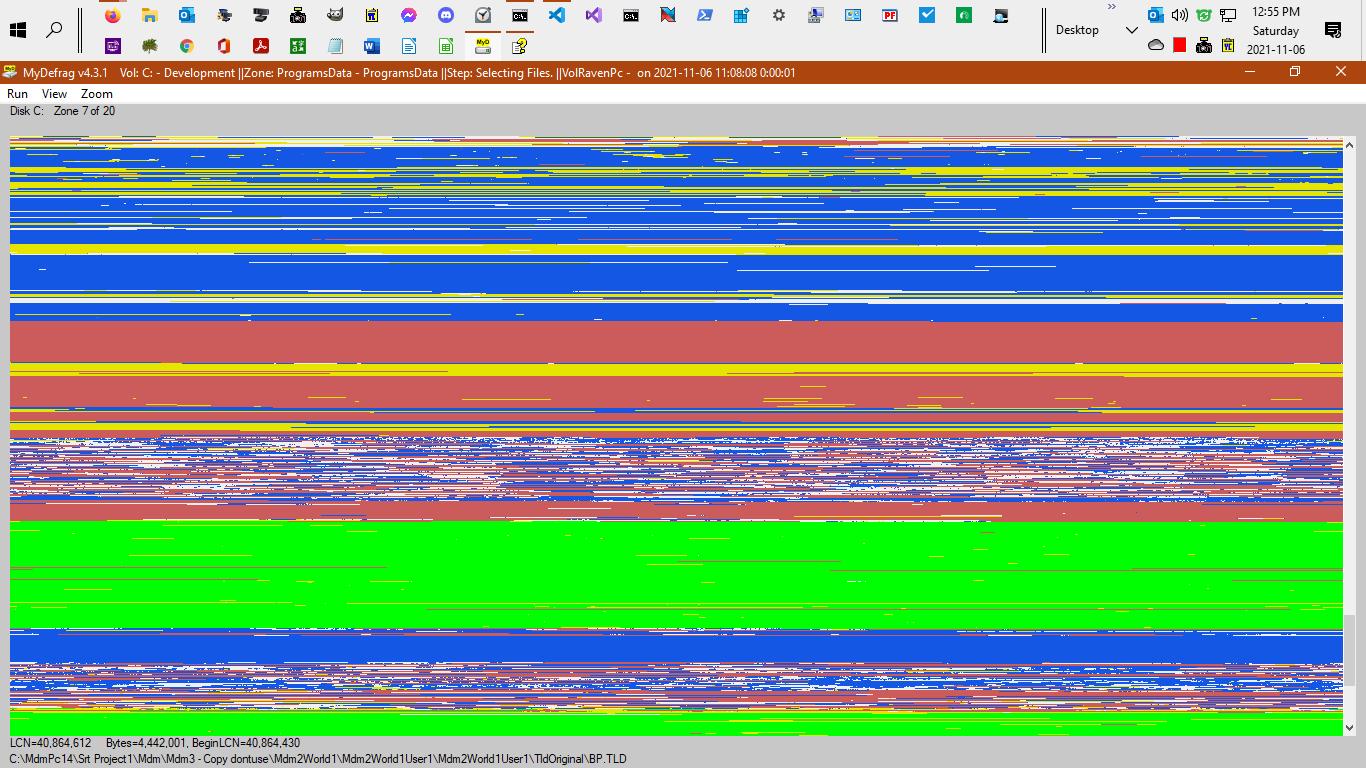 12:55 PM
Desktop
Saturday
2021-11-06
MyDefrag v4.3.1 Vol: C: - Development ||Zone: ProgramsData - ProgramsData ||Step: Selecting Files. ||VolRavenPc - on 2021-11-06 11:08:08 0:00:01
Run View Zoom
Disk C: Zone 7 of 20
LCN=40,864,612 Bytes=4,442,001, BeginLCN=40,864,430
C:\MdmPc14\Srt Project1\Mdm\Mdm3 - Copy dontuse\Mdm2World1\Mdm2World1User1\Mdm2World1User1\TldOriginal\BP.TLD